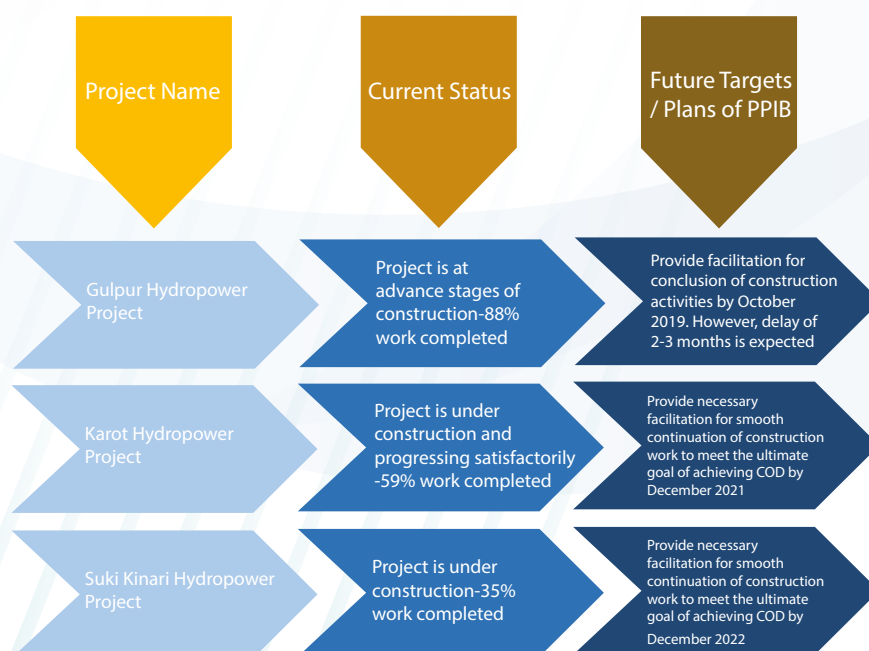 Project Name
Current Status
Future Targets
/ Plans of PPIB
Gulpur Hydropower
Project
Project is at
advance stages of
construction-88%
work completed
Provide facilitation for
conclusion of construction
activities by October
2019. However, delay of
2-3 months is expected
Karot Hydropower
Project
Project is under
construction and
progressing satisfactorily
-59% work completed
Provide necessary
facilitation for smooth
continuation of construction
work to meet the ultimate
goal of achieving COD by
December 2021
Suki Kinari Hydropower
Project
Project is under
construction-35%
work completed
Provide necessary
facilitation for smooth
continuation of construction
work to meet the ultimate
goal of achieving COD by
December 2022